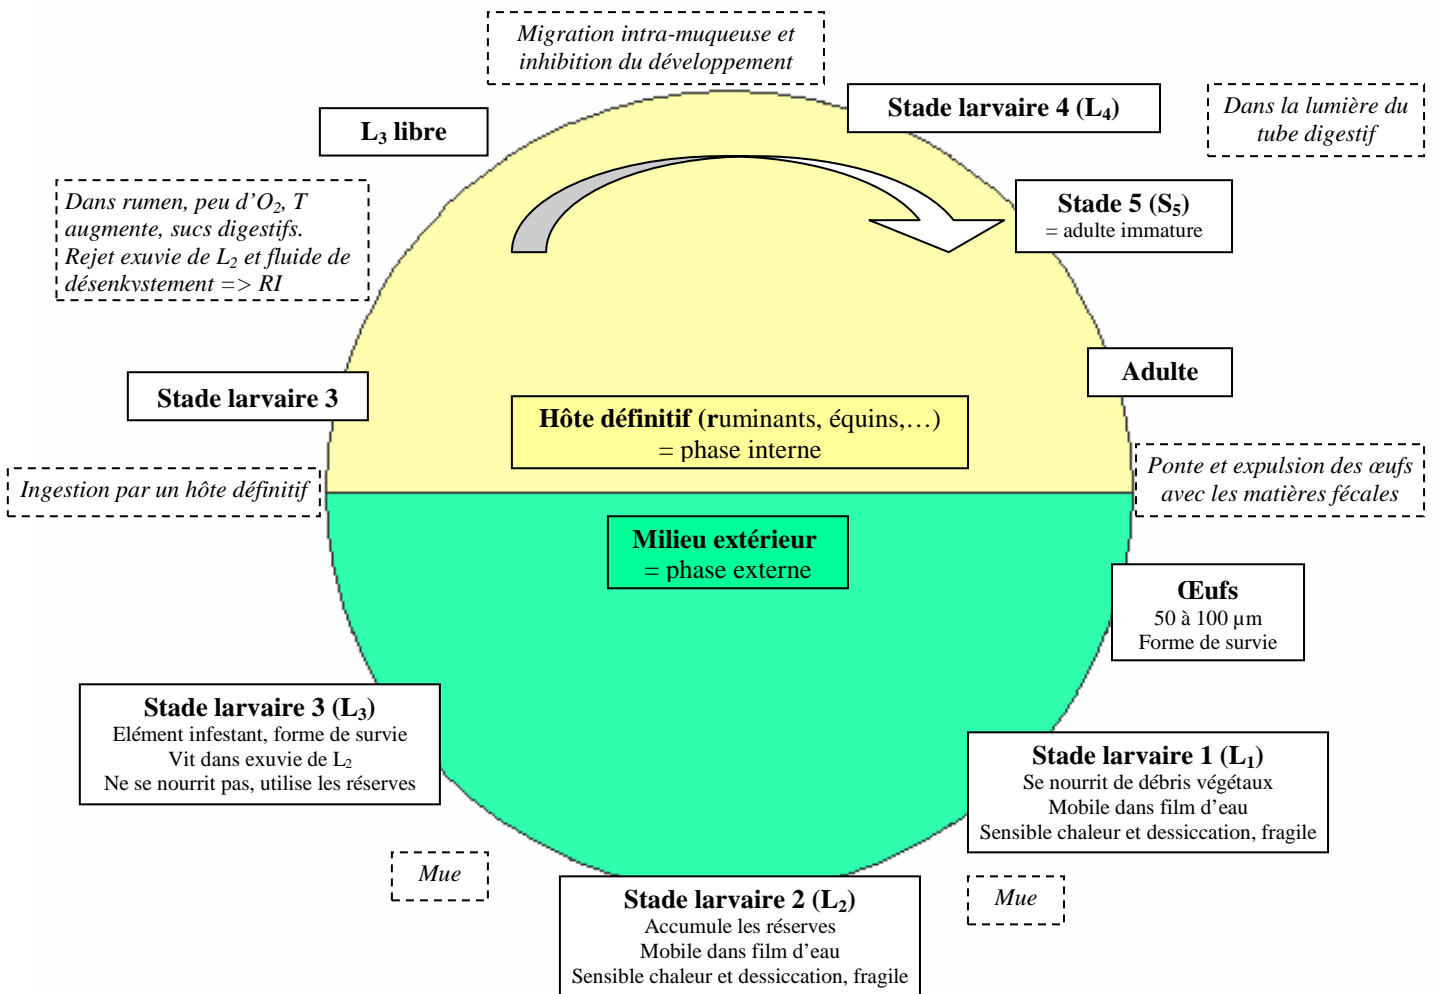 Migration intra-muqueuse et
inhibition du développement
Stade larvaire 4 (L₄)
Dans la lumière du
tube digestif
L₃ libre
Dans rumen, peu d’O₂, T
augmente, sucs digestifs.
Rejet exuvie de L₂ et fluide de
désenkystement => RI
Stade 5 (S₅)
= adulte immature
Adulte
Stade larvaire 3
Hôte définitif (ruminants, équins,…)
= phase interne
Ingestion par un hôte définitif
Ponte et expulsion des œufs
avec les matières fécales
Milieu extérieur
= phase externe
Œufs
50 à 100 µm
Forme de survie
Stade larvaire 3 (L₃)
Elément infestant, forme de survie
Vit dans exuvie de L₂
Ne se nourrit pas, utilise les réserves
Stade larvaire 1 (L₁)
Se nourrit de débris végétaux
Mobile dans film d’eau
Sensible chaleur et dessiccation, fragile
Mue
Mue
Stade larvaire 2 (L₂)
Accumule les réserves
Mobile dans film d’eau
Sensible chaleur et dessiccation, fragile